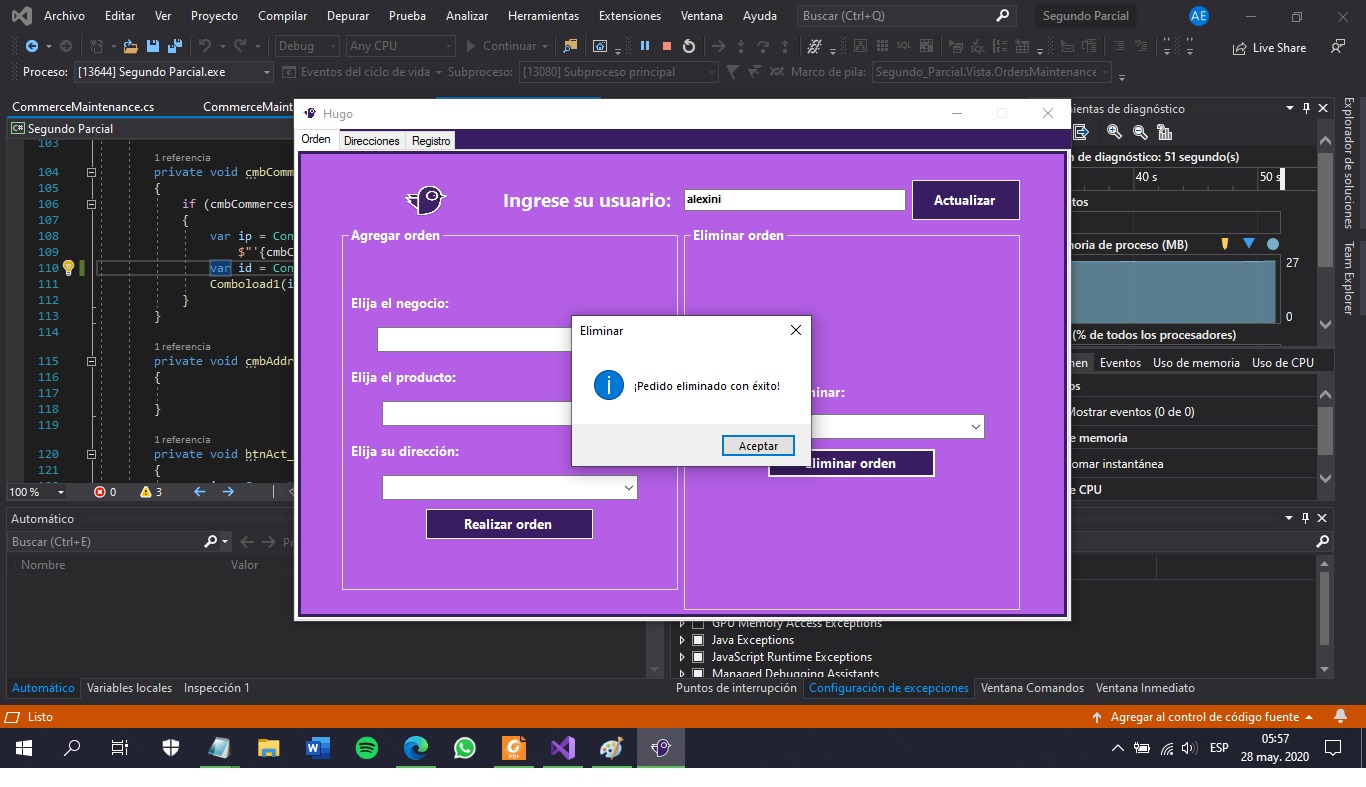 Archivo Editar Ver Proyecto Compilar Depurar Prueba Analizar Herramientas Extensiones Ventana Ayuda Buscar (Ctrl+Q) Segundo Parcial AE
Debug Any CPU Continuar SQL Live Share
Proceso: [13644] Segundo Parcial.exe Eventos del ciclo de vida Subproceso: [13080] Subproceso principal Marco de pila: Segundo_Parcial.Vista.OrdersMaintenance
CommerceMaintenance.cs CommerceMaint
C# Segundo Parcial
103
1 referencia
104 private void cmbComm
105 {
106 if (cmbCommerces
107 {
108 var ip = Con
109 $"'{cmbC
110 var id = Con
111 Comboload1(i
112 }
113 }
114
1 referencia
115 private void cmbAddr
116 {
117
118 }
119
1 referencia
120 private void btnAct_
121 {
100 % 0 3
Hugo
Orden Direcciones Registro
Ingrese su usuario: alexini Actualizar
Agregar orden
Elija el negocio:
Elija el producto:
Elija su dirección:
Realizar orden
Eliminar orden
minar:
Eliminar orden
Eliminar
i ¡Pedido eliminado con éxito!
Aceptar
ientas de diagnóstico
n de diagnóstico: 51 segundo(s)
40 s 50 s
tos
noria de proceso (MB)
27
0
(% de todos los procesadores)
nen Eventos Uso de memoria Uso de CPU
os
Mostrar eventos (0 de 0)
e memoria
omar instantánea
e CPU
Explorador de soluciones
Team Explorer
Automático
Buscar (Ctrl+E)
Nombre Valor
Automático Variables locales Inspección 1
GPU Memory Access Exceptions
Java Exceptions
JavaScript Runtime Exceptions
Managed Debugging Assistants
Puntos de interrupción Configuración de excepciones Ventana Comandos Ventana Inmediato
Listo Agregar al control de código fuente
ESP 05:57
28 may. 2020